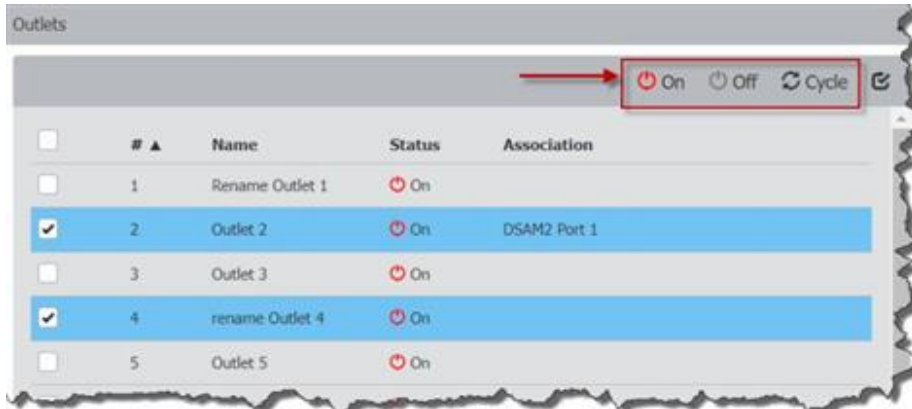 Outlets
On Off Cycle
# ▲ Name Status Association
1 Rename Outlet 1 On
2 Outlet 2 On DSAM2 Port 1
3 Outlet 3 On
4 rename Outlet 4 On
5 Outlet 5 On